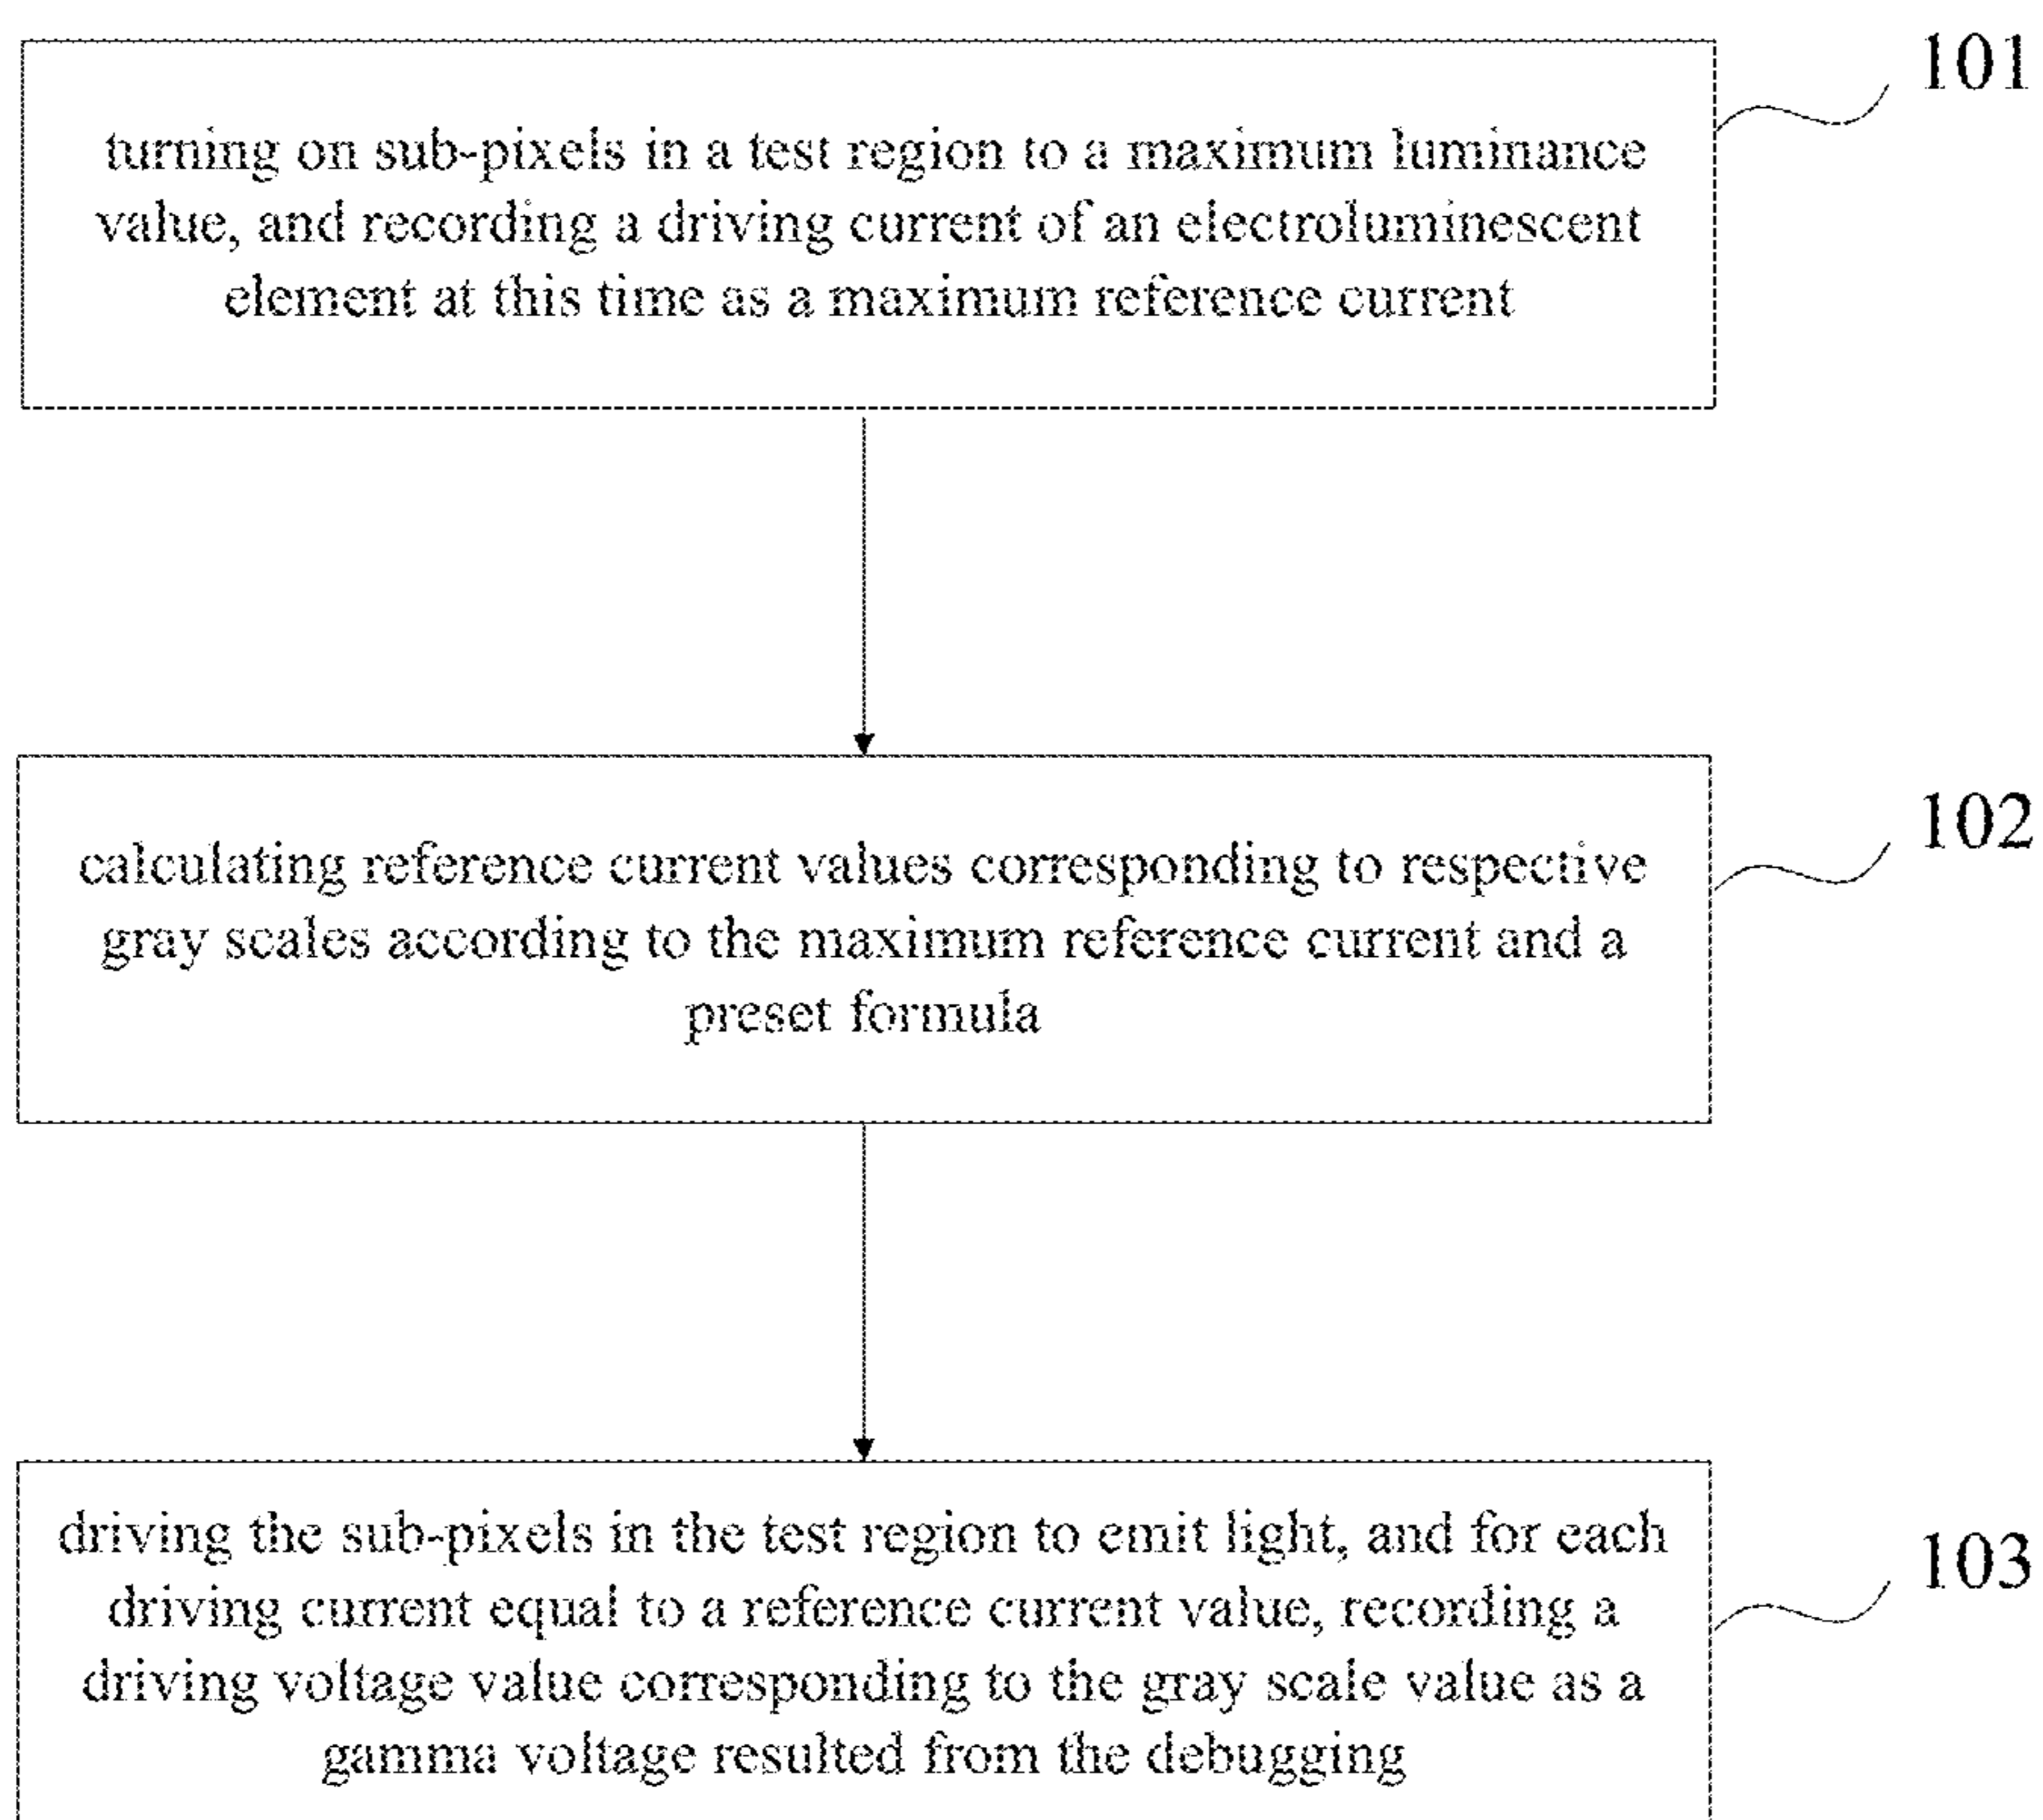 101
turning on sub-pixels in a test region to a maximum luminance
value, and recording a driving current of an electroluminescent
element at this time as a maximum reference current
102
calculating reference current values corresponding to respective
gray scales according to the maximum reference current and a
preset formula
103
driving the sub-pixels in the test region to emit light, and for each
driving current equal to a reference current value, recording a
driving voltage value corresponding to the gray scale value as a
gamma voltage resulted from the debugging